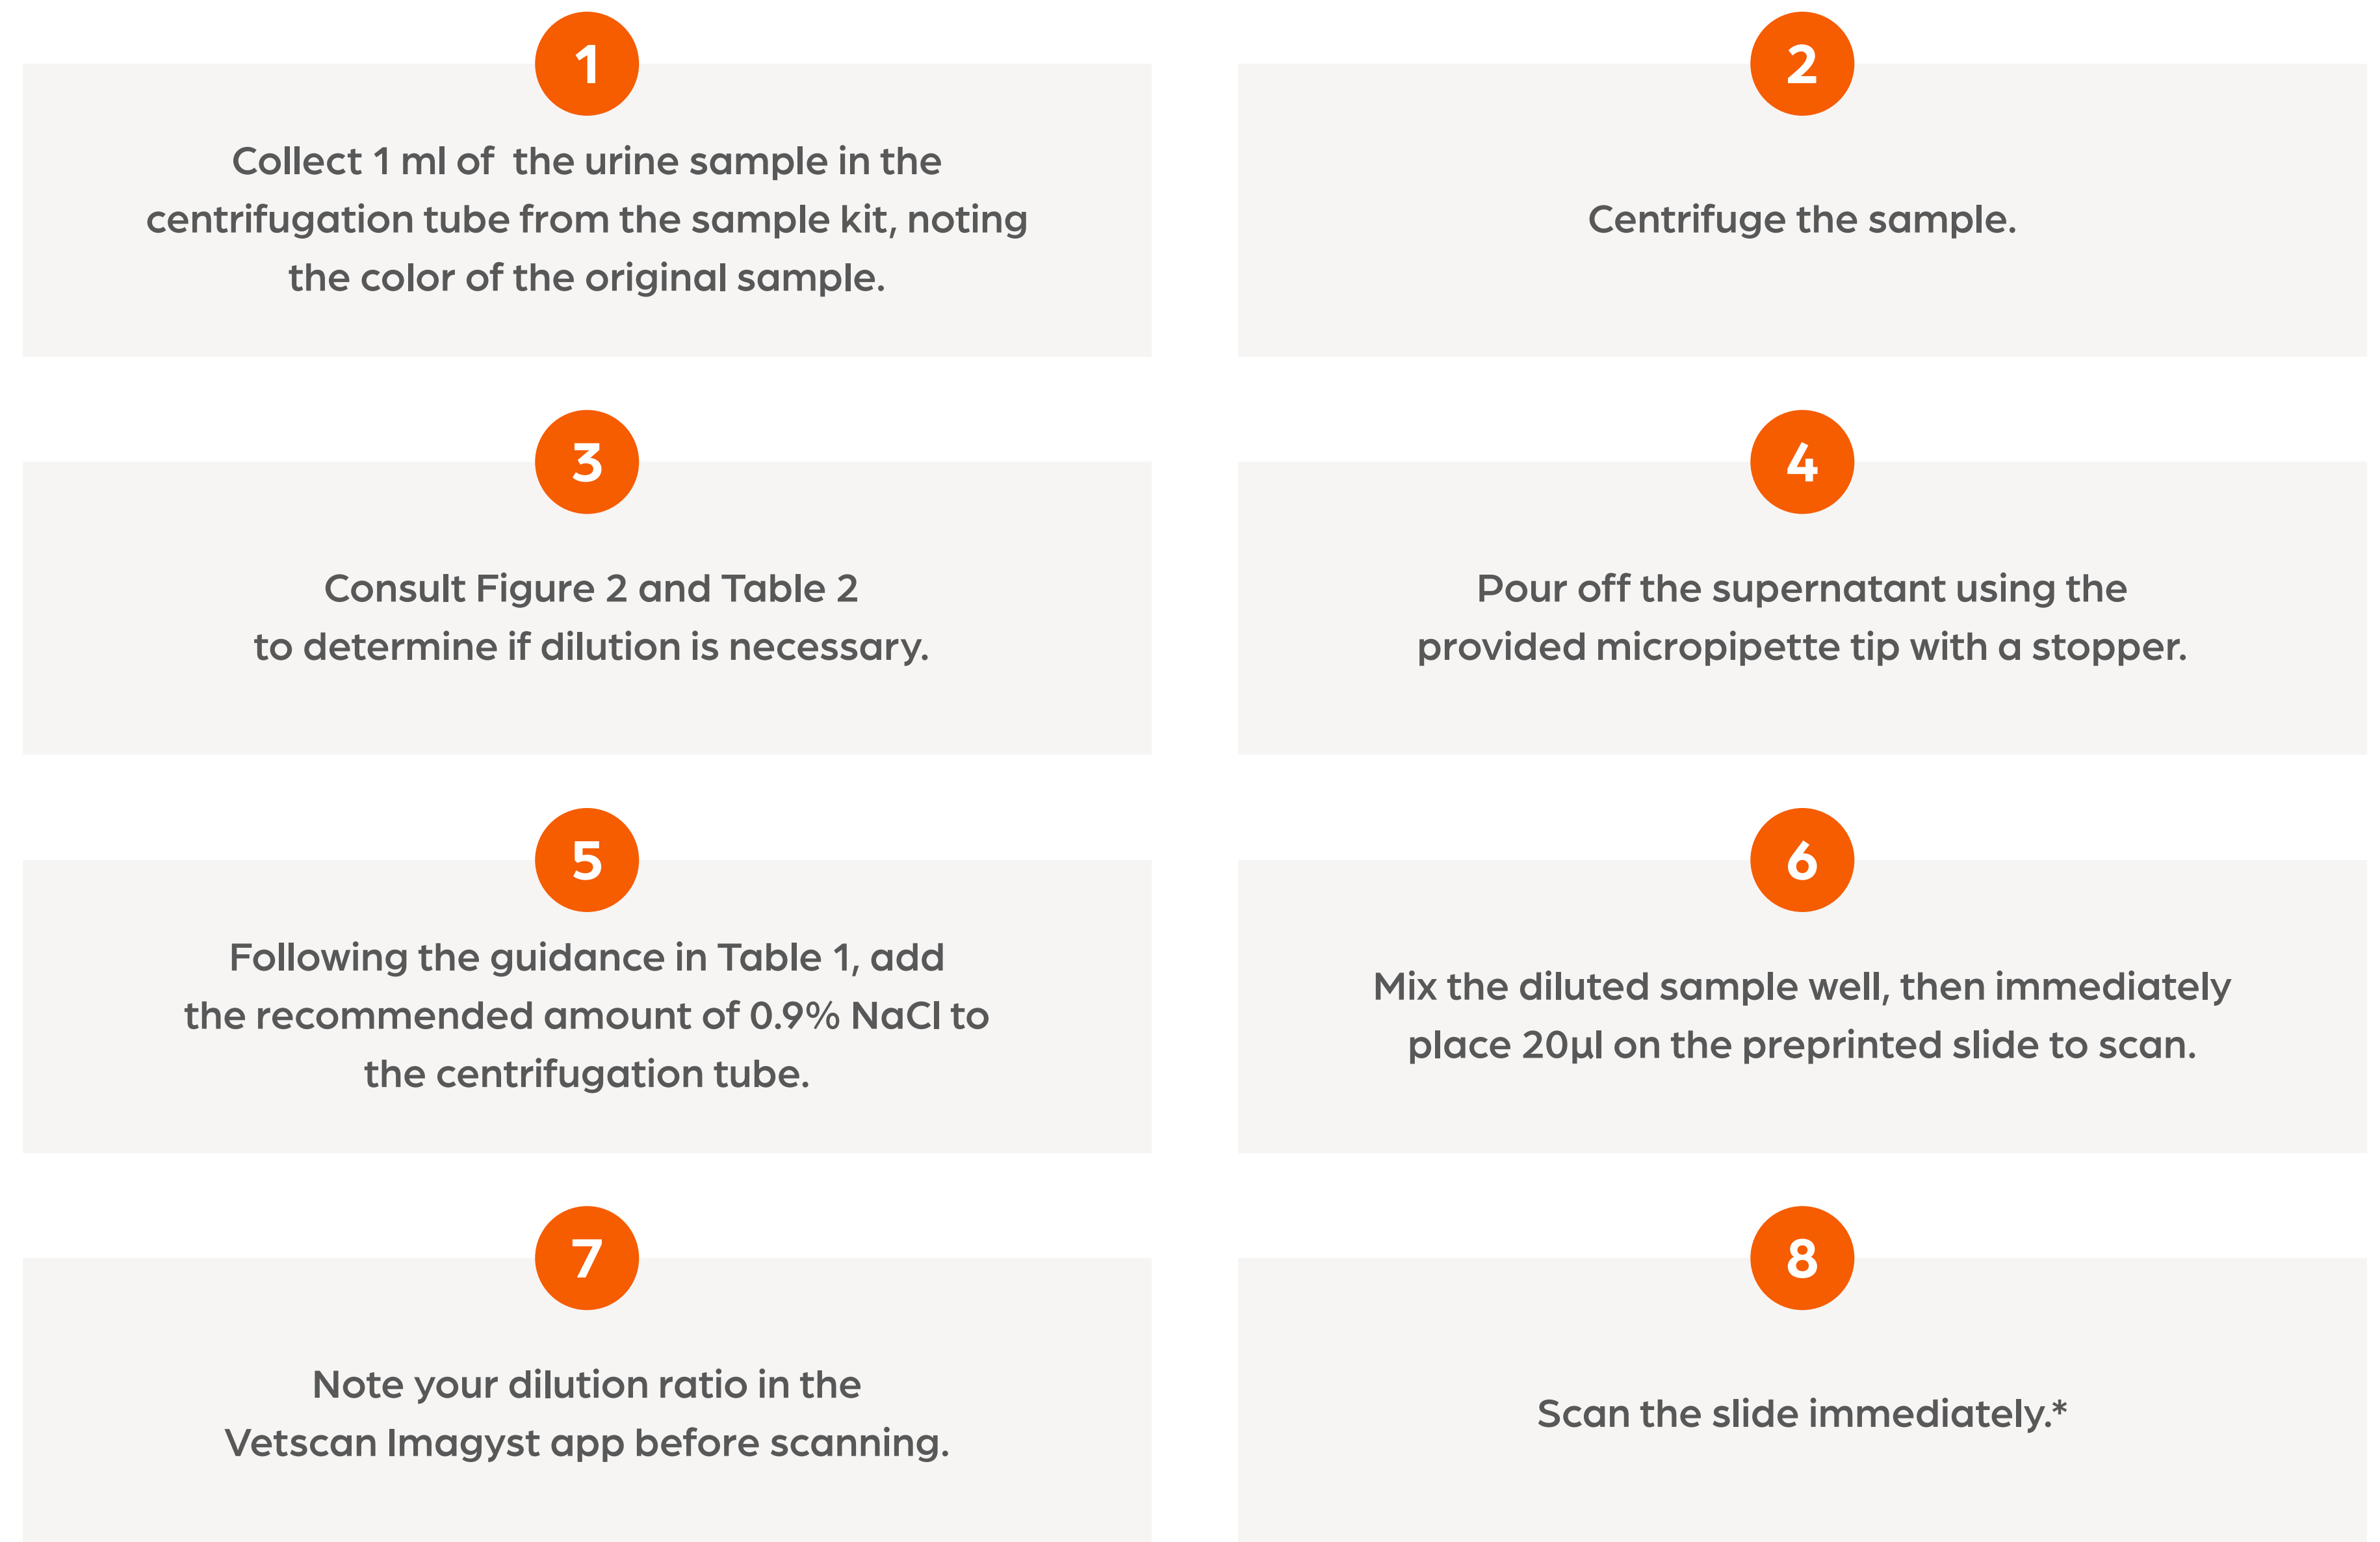 1
Collect 1 ml of  the urine sample in the
centrifugation tube from the sample kit, noting
the color of the original sample.
2
Centrifuge the sample.
3
Consult Figure 2 and Table 2
to determine if dilution is necessary.
4
Pour off the supernatant using the
provided micropipette tip with a stopper.
5
Following the guidance in Table 1, add
the recommended amount of 0.9% NaCl to
the centrifugation tube.
6
Mix the diluted sample well, then immediately
place 20µl on the preprinted slide to scan.
7
Note your dilution ratio in the
Vetscan Imagyst app before scanning.
8
Scan the slide immediately.*